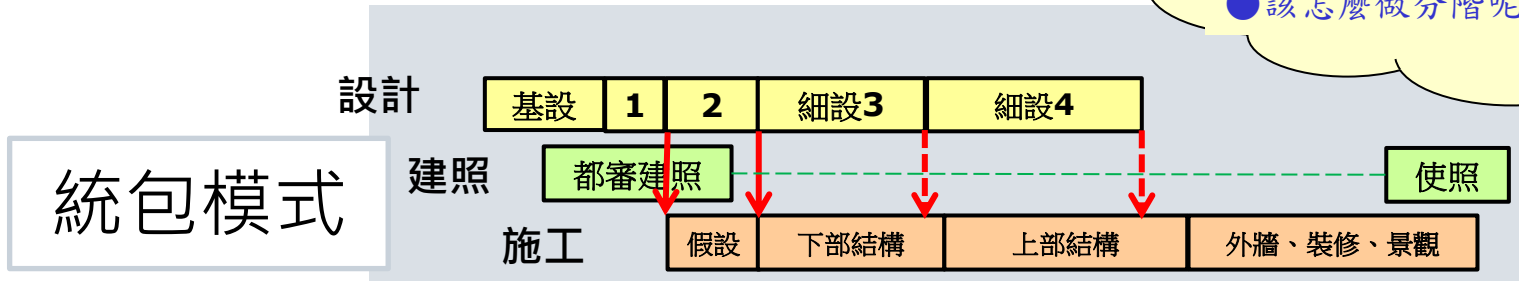 ●該怎麼做分階呢
設計
基設 1 2 細設3 細設4
統包模式
建照
都審建照 使照
施工
假設 下部結構 上部結構 外牆、裝修、景觀